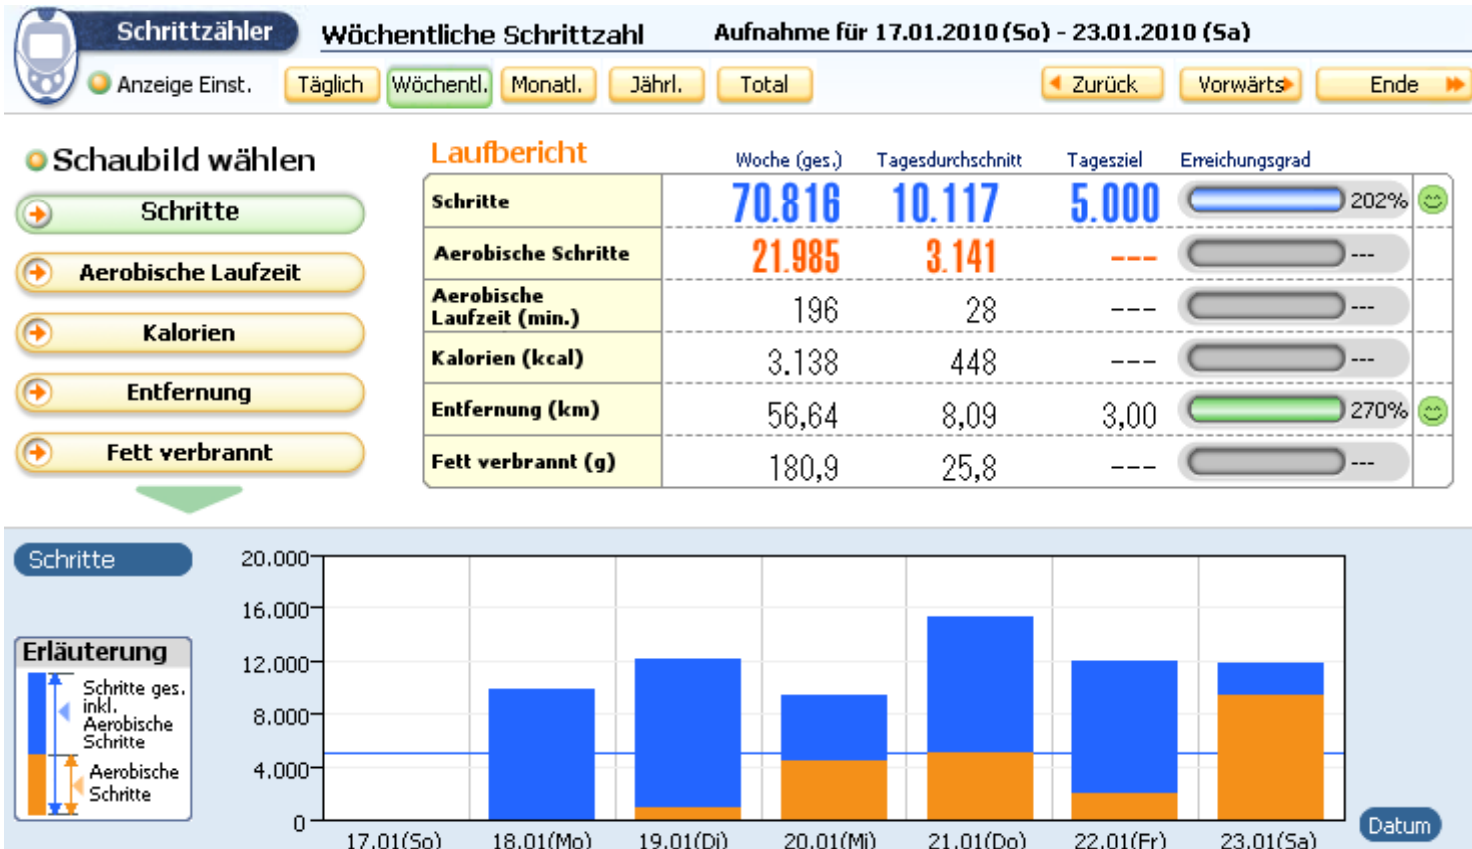 Schrittzähler
Wöchentliche Schrittzahl
Aufnahme für 17.01.2010 (So) - 23.01.2010 (Sa)
Anzeige Einst.
Täglich
Wöchentl.
Monatl.
Jährl.
Total
Zurück
Vorwärts
Ende
Schaubild wählen
Schritte
Aerobische Laufzeit
Kalorien
Entfernung
Fett verbrannt
Laufbericht
Woche (ges.) Tagesdurchschnitt Tagesziel Erreichungsgrad
Schritte 70.816 10.117 5.000 202%
Aerobische Schritte 21.985 3.141 --- ---
Aerobische
Laufzeit (min.) 196 28 --- ---
Kalorien (kcal) 3.138 448 --- ---
Entfernung (km) 56,64 8,09 3,00 270%
Fett verbrannt (g) 180,9 25,8 --- ---
Schritte
Erläuterung
Schritte ges.
inkl.
Aerobische
Schritte
Aerobische
Schritte
20.000
16.000
12.000
8.000
4.000
0
17.01(So) 18.01(Mo) 19.01(Di) 20.01(Mi) 21.01(Do) 22.01(Fr) 23.01(Sa)
Datum